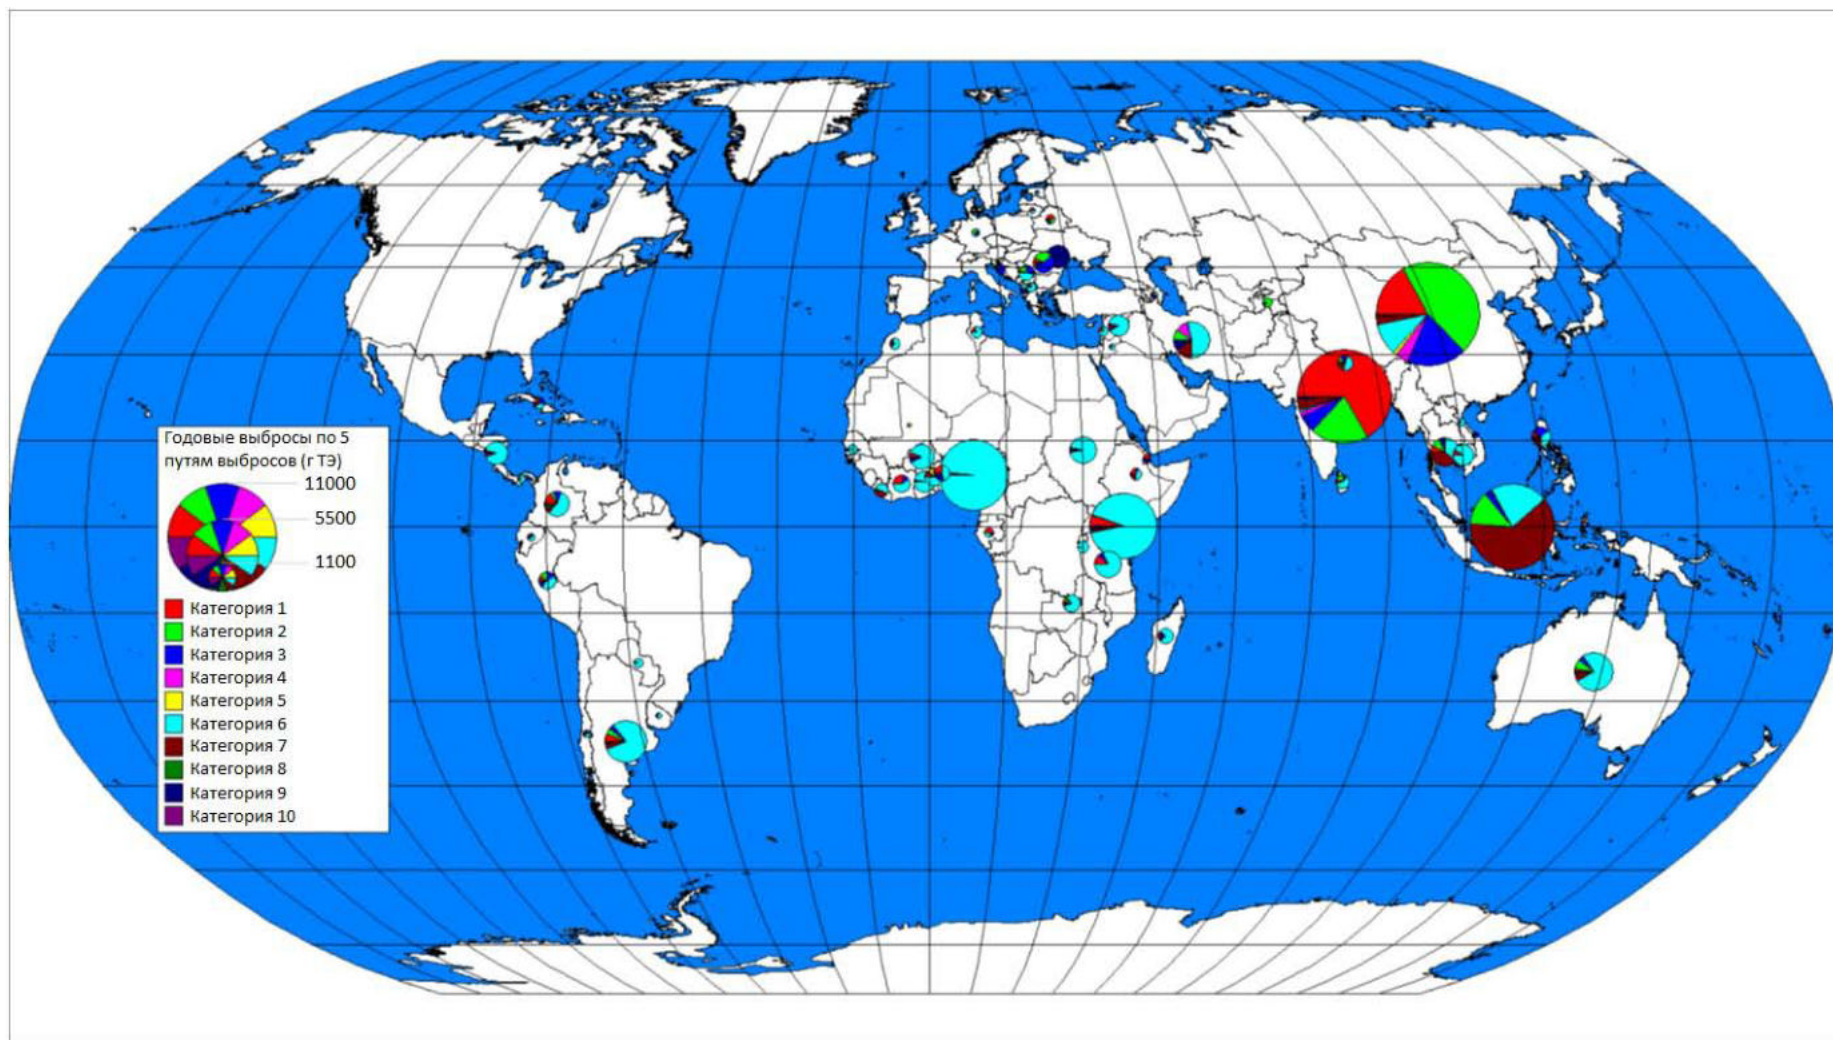 Годовые выбросы по 5
путям выбросов (г ТЭ)
11000
5500
1100
Категория 1
Категория 2
Категория 3
Категория 4
Категория 5
Категория 6
Категория 7
Категория 8
Категория 9
Категория 10